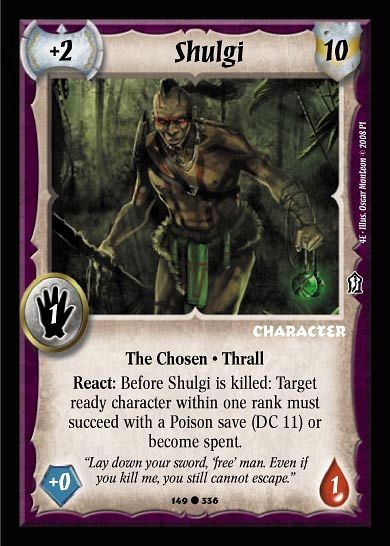 +2
Shulgi
10
4E • Illus. Oscar Monteon © 2008 PI
1
CHARACTER
The Chosen • Thrall
React: Before Shulgi is killed: Target
ready character within one rank must
succeed with a Poison save (DC 11) or
become spent.
"Lay down your sword, 'free' man. Even if
you kill me, you still cannot escape."
+0
1
149 ● 336